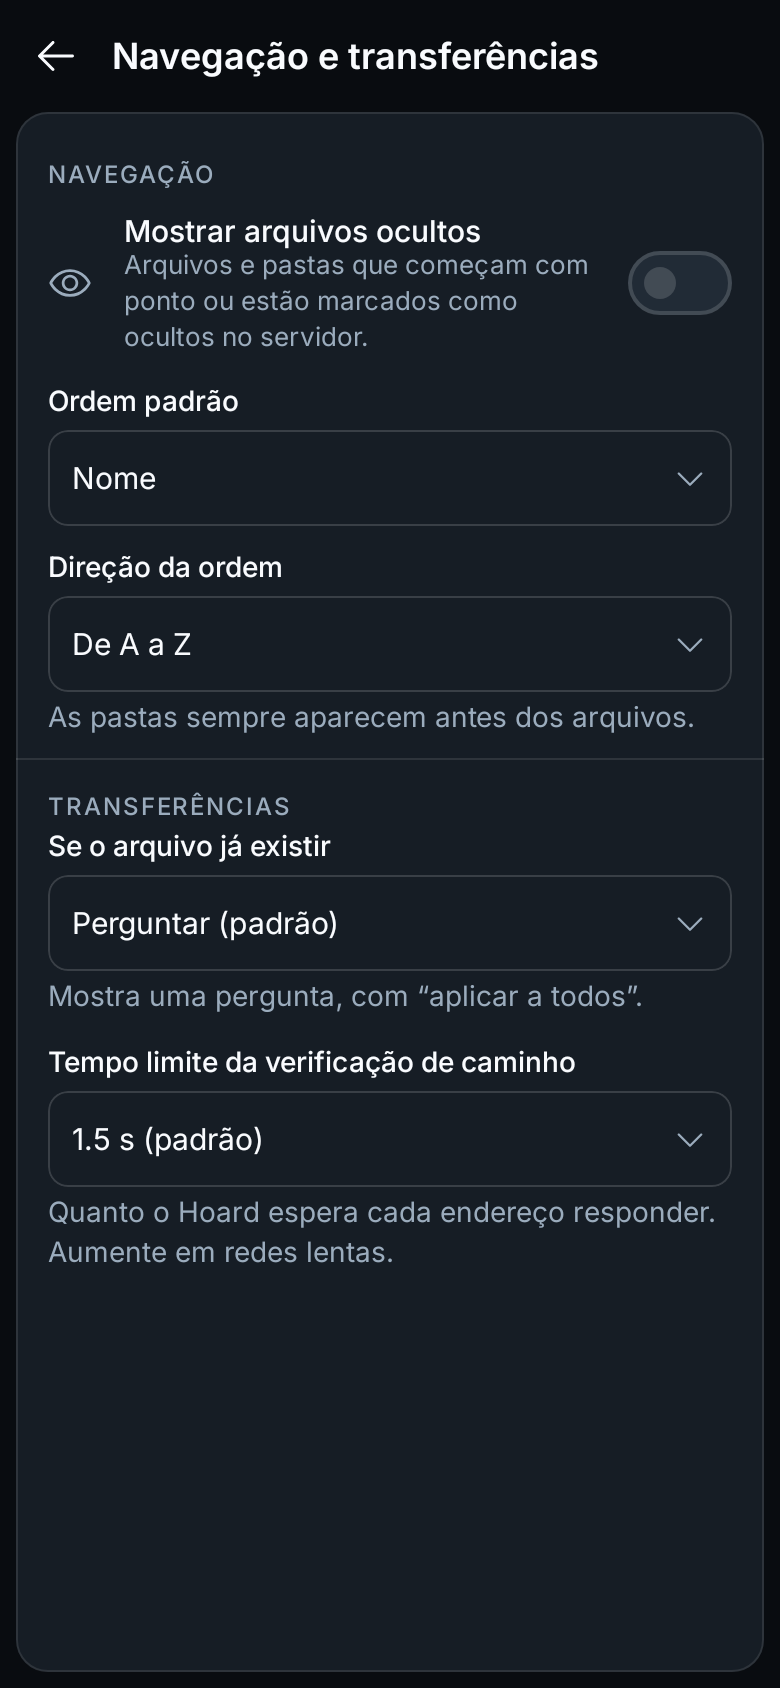 Navegação e transferências
NAVEGAÇÃO
Mostrar arquivos ocultos
Arquivos e pastas que começam com
ponto ou estão marcados como
ocultos no servidor.
Ordem padrão
Nome
Direção da ordem
De A a Z
As pastas sempre aparecem antes dos arquivos.
TRANSFERÊNCIAS
Se o arquivo já existir
Perguntar (padrão)
Mostra uma pergunta, com “aplicar a todos”.
Tempo limite da verificação de caminho
1.5 s (padrão)
Quanto o Hoard espera cada endereço responder.
Aumente em redes lentas.